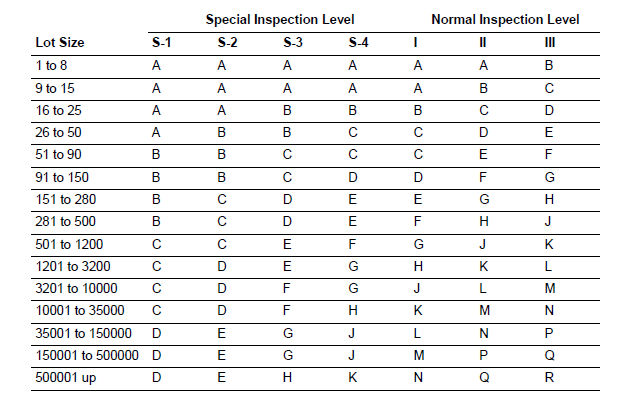 Special Inspection Level Normal Inspection Level
Lot Size S-1 S-2 S-3 S-4 I II III
1 to 8 A A A A A A B
9 to 15 A A A A A B C
16 to 25 A A B B B C D
26 to 50 A B B C C D E
51 to 90 B B C C C E F
91 to 150 B B C D D F G
151 to 280 B C D E E G H
281 to 500 B C D E F H J
501 to 1200 C C E F G J K
1201 to 3200 C D E G H K L
3201 to 10000 C D F G J L M
10001 to 35000 C D F H K M N
35001 to 150000 D E G J L N P
150001 to 500000 D E G J M P Q
500001 up D E H K N Q R